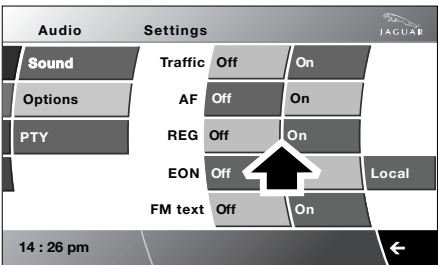 Audio Settings JAGUAR
Sound Traffic Off On
Options AF Off On
PTY REG Off On
EON Off Local
FM text Off On
14 : 26 pm